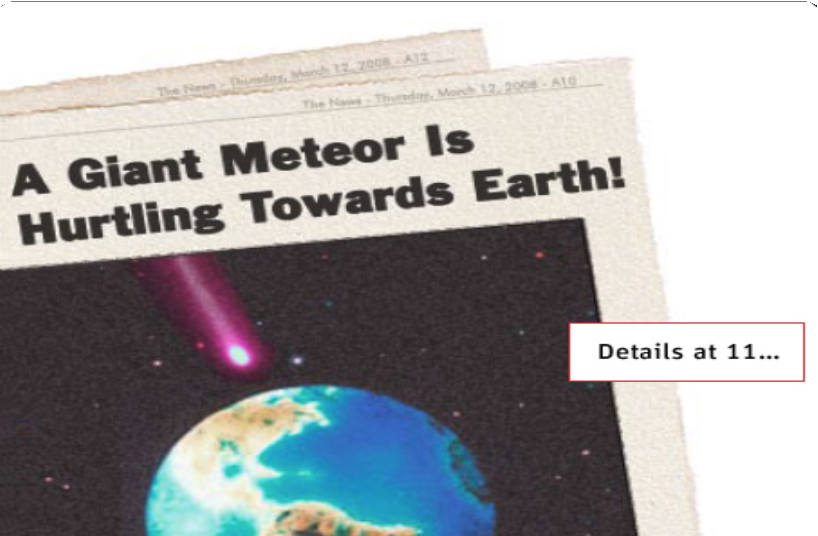 The News - Thursday, March 12, 2008 - A12
The News - Thursday, March 12, 2008 - A10
A Giant Meteor Is
Hurtling Towards Earth!
Details at 11...